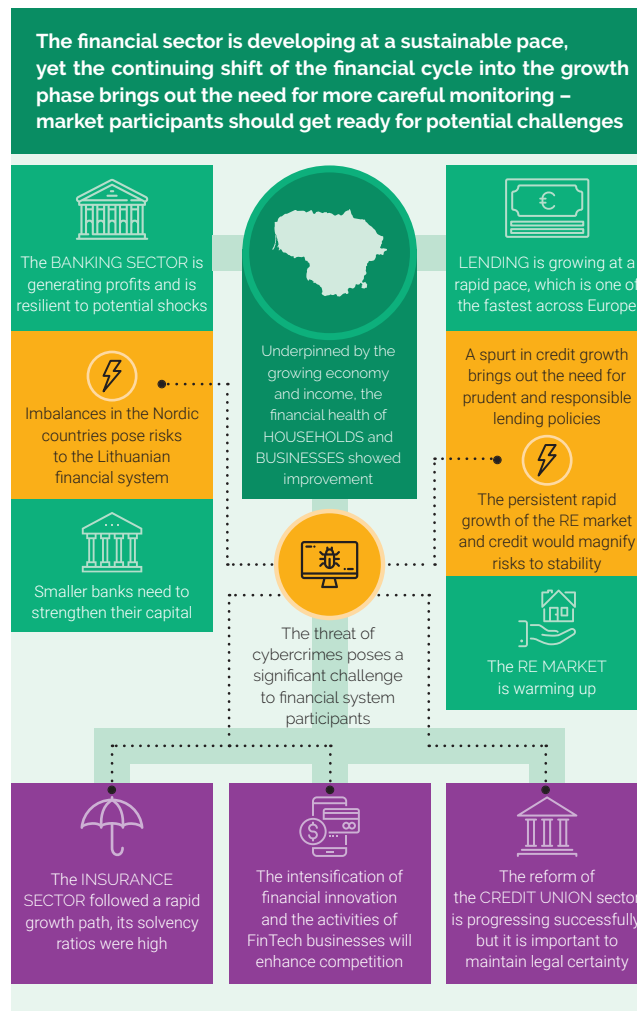 The financial sector is developing at a sustainable pace,
yet the continuing shift of the financial cycle into the growth
phase brings out the need for more careful monitoring –
market participants should get ready for potential challenges
The BANKING SECTOR is
generating profits and is
resilient to potential shocks
Imbalances in the Nordic
countries pose risks
to the Lithuanian
financial system
Smaller banks need to
strengthen their capital
Underpinned by the
growing economy
and income, the
financial health of
HOUSEHOLDS and
BUSINESSES showed
improvement
The threat of
cybercrimes poses a
significant challenge
to financial system
participants
€
LENDING is growing at a
rapid pace, which is one of
the fastest across Europe
A spurt in credit growth
brings out the need for
prudent and responsible
lending policies
The persistent rapid
growth of the RE market
and credit would magnify
risks to stability
The RE MARKET
is warming up
The INSURANCE
SECTOR followed a rapid
growth path, its solvency
ratios were high
$
The intensification of
financial innovation
and the activities of
FinTech businesses will
enhance competition
The reform of
the CREDIT UNION sector
is progressing successfully,
but it is important to
maintain legal certainty